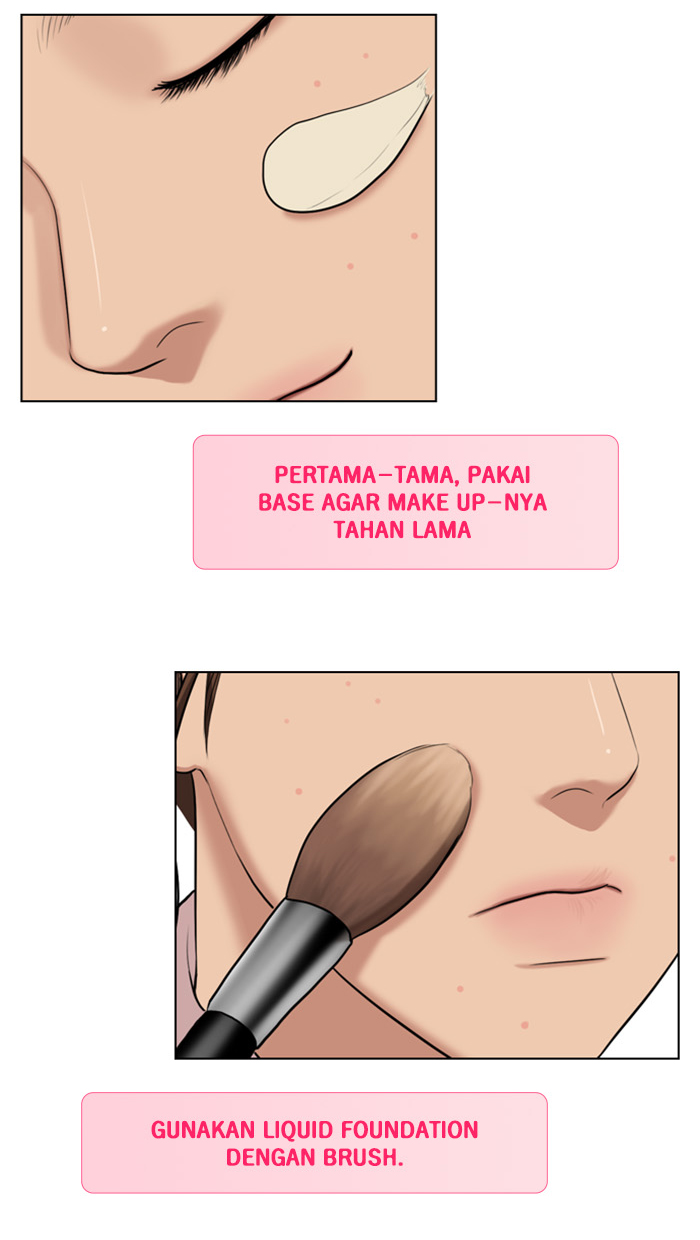 PERTAMA-TAMA, PAKAI
BASE AGAR MAKE UP-NYA
TAHAN LAMA
GUNAKAN LIQUID FOUNDATION
DENGAN BRUSH.